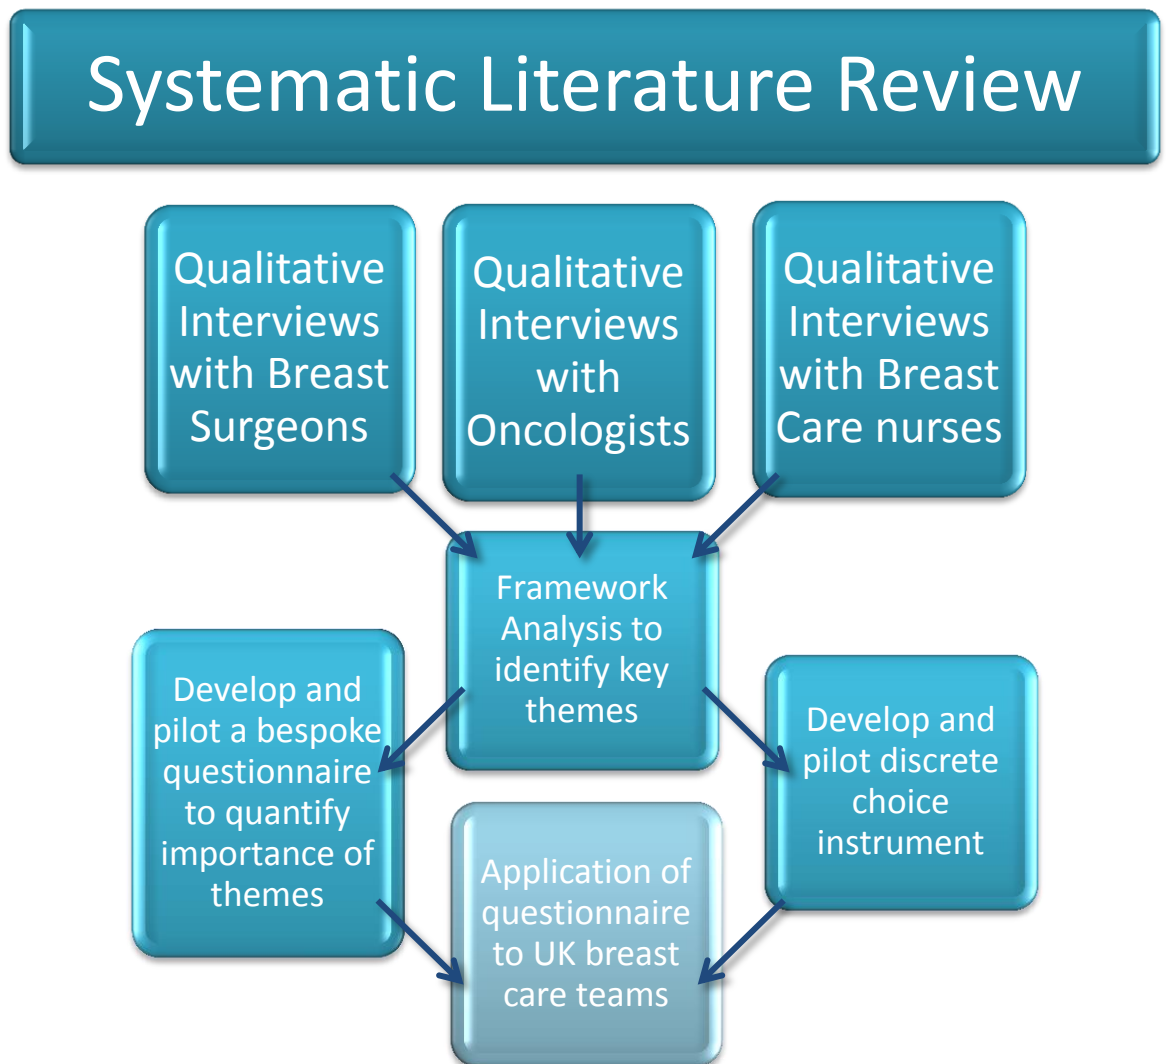 Systematic Literature Review
Qualitative
Interviews
with Breast
Surgeons
Qualitative
Interviews
with
Oncologists
Qualitative
Interviews
with Breast
Care nurses
Framework
Analysis to
identify key
themes
Develop and
pilot a bespoke
questionnaire
to quantify
importance of
themes
Develop and
pilot discrete
choice
instrument
Application of
questionnaire
to UK breast
care teams